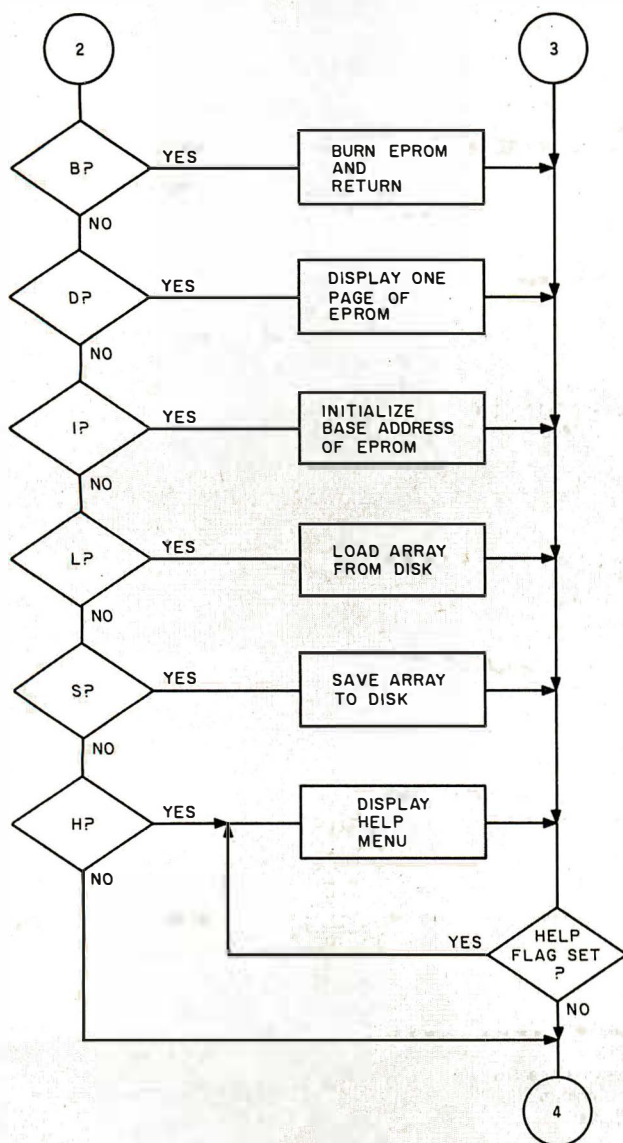 2
3
B?
YES
BURN EPROM
AND
RETURN
NO
D?
YES
DISPLAY ONE
PAGE OF
EPROM
NO
I?
YES
INITIALIZE
BASE ADDRESS
OF EPROM
NO
L?
YES
LOAD ARRAY
FROM DISK
NO
S?
YES
SAVE ARRAY
TO DISK
NO
H?
YES
DISPLAY
HELP
MENU
NO
YES
HELP
FLAG SET
?
NO
4